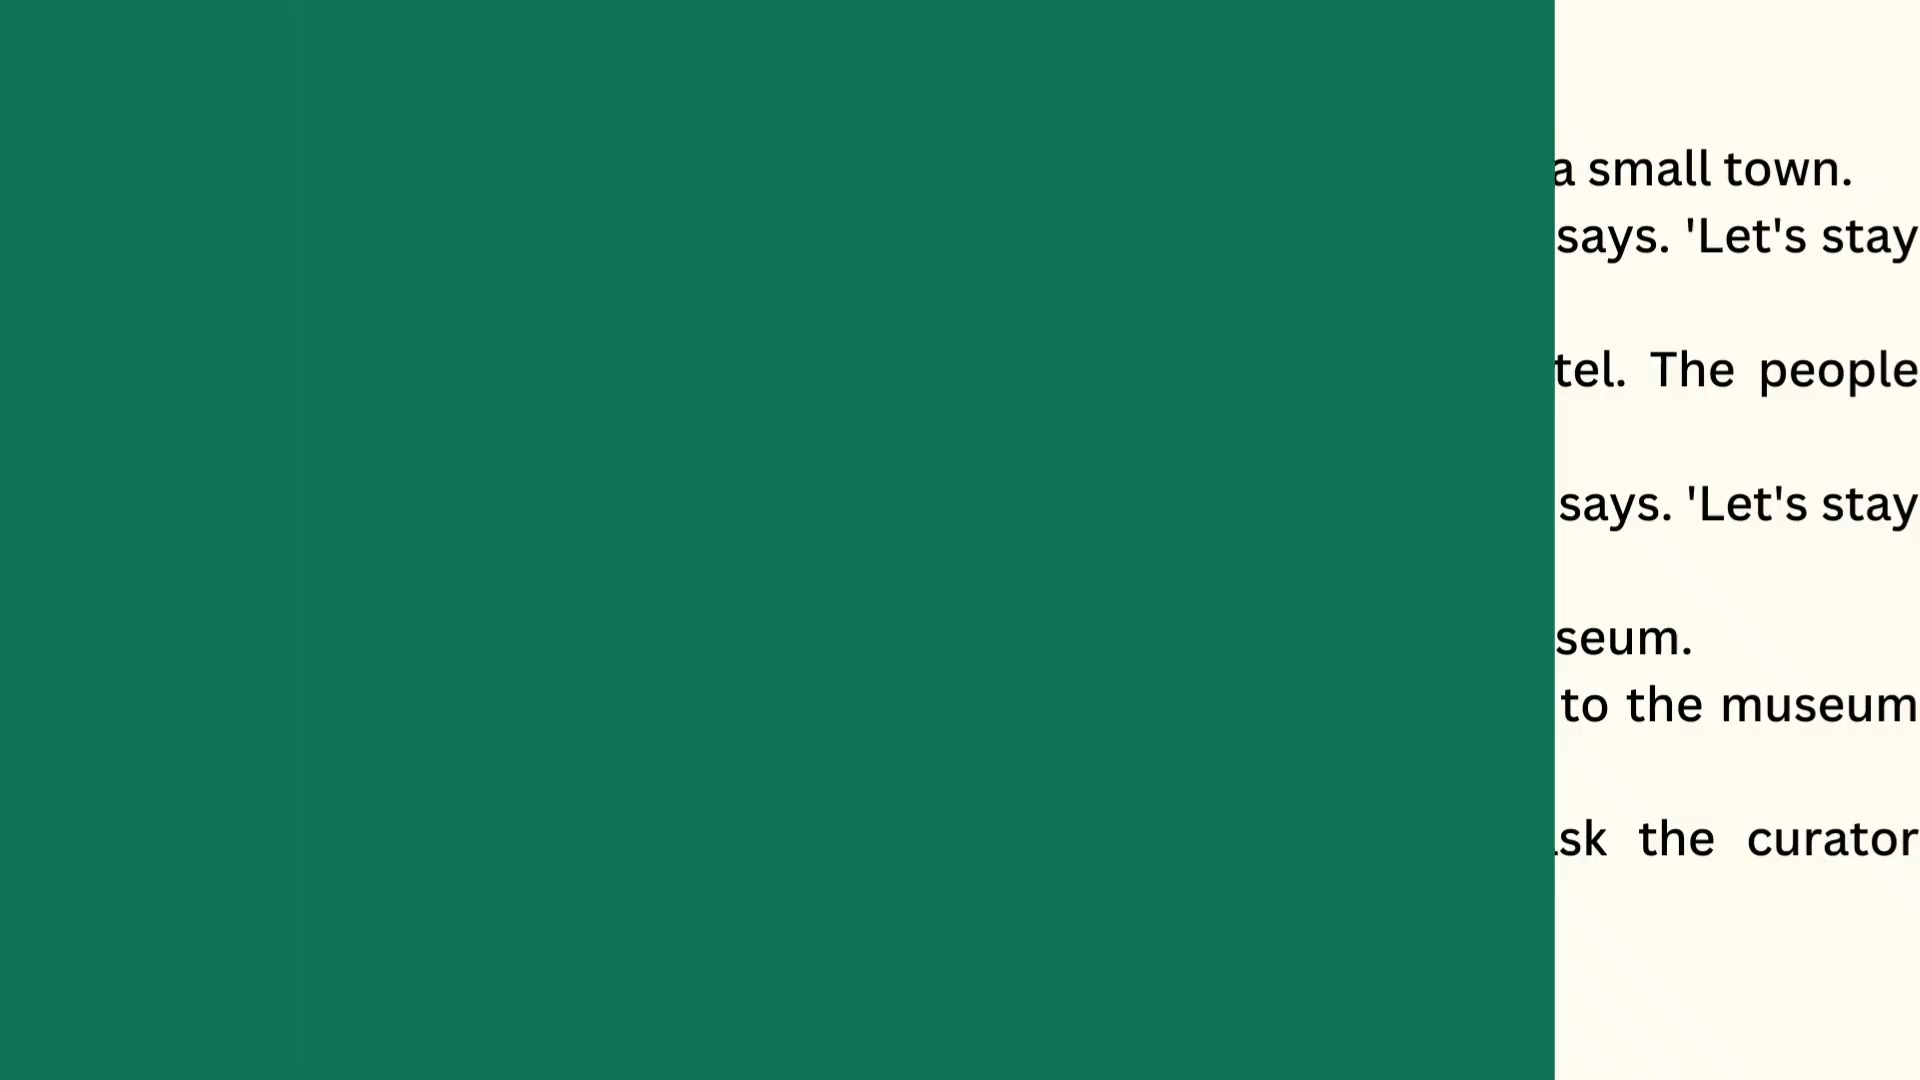 a small town.
says. 'Let's stay
tel. The people
says. 'Let's stay
seum.
to the museum
sk the curator